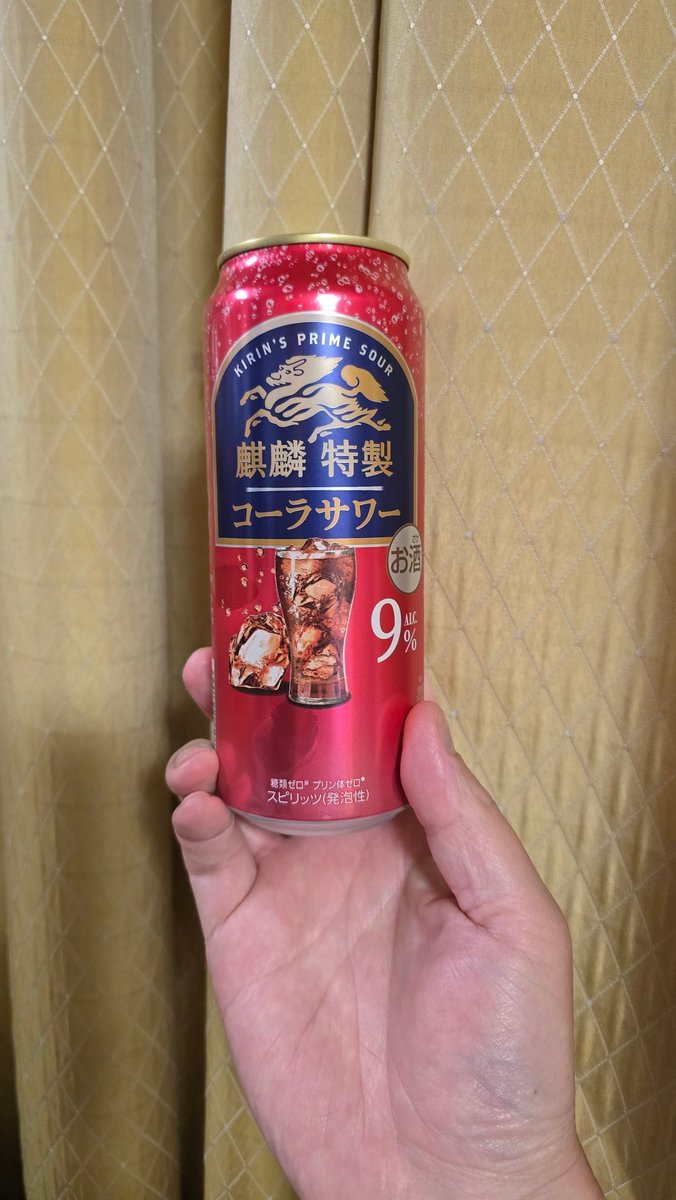 KIRIN'S PRIME SOUR
麒麟 特製
コーラサワー
お酒
9 ALC. %
糖類ゼロ* プリン体ゼロ*
スピリッツ(発泡性)